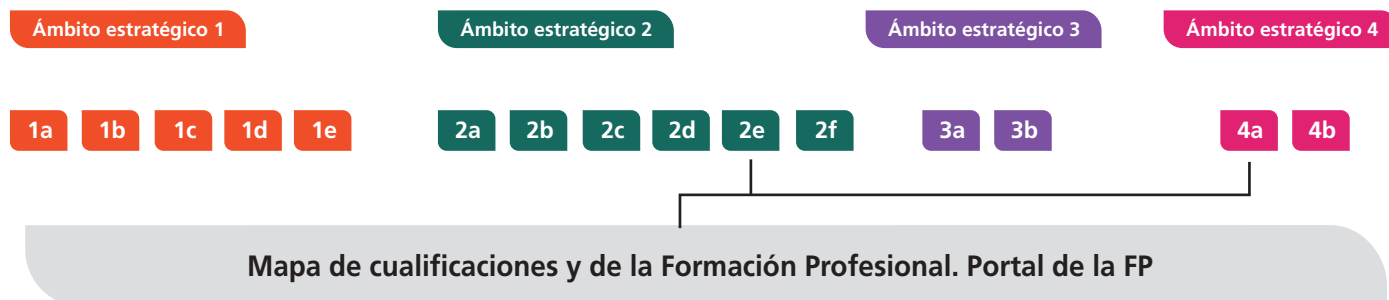 Ámbito estratégico 1 Ámbito estratégico 2 Ámbito estratégico 3 Ámbito estratégico 4
1a 1b 1c 1d 1e 2a 2b 2c 2d 2e 2f 3a 3b 4a 4b
Mapa de cualificaciones y de la Formación Profesional. Portal de la FP